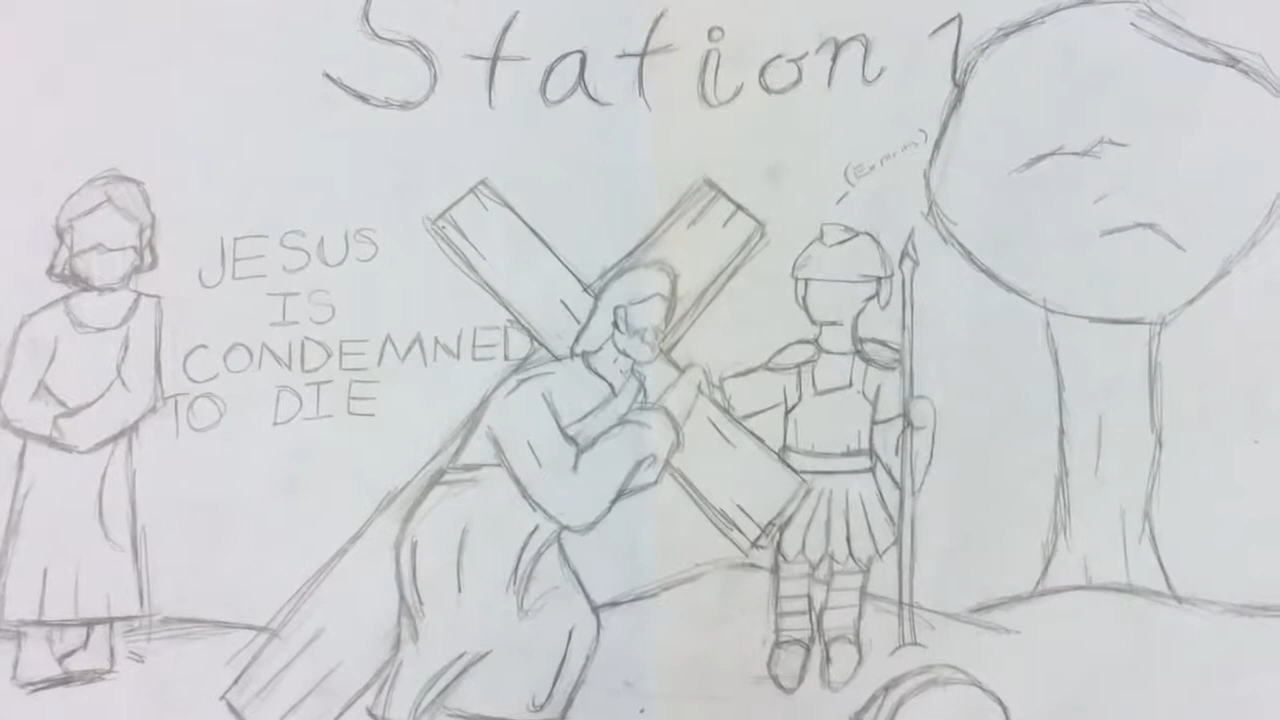 Station 1
JESUS
IS
CONDEMNED
TO DIE